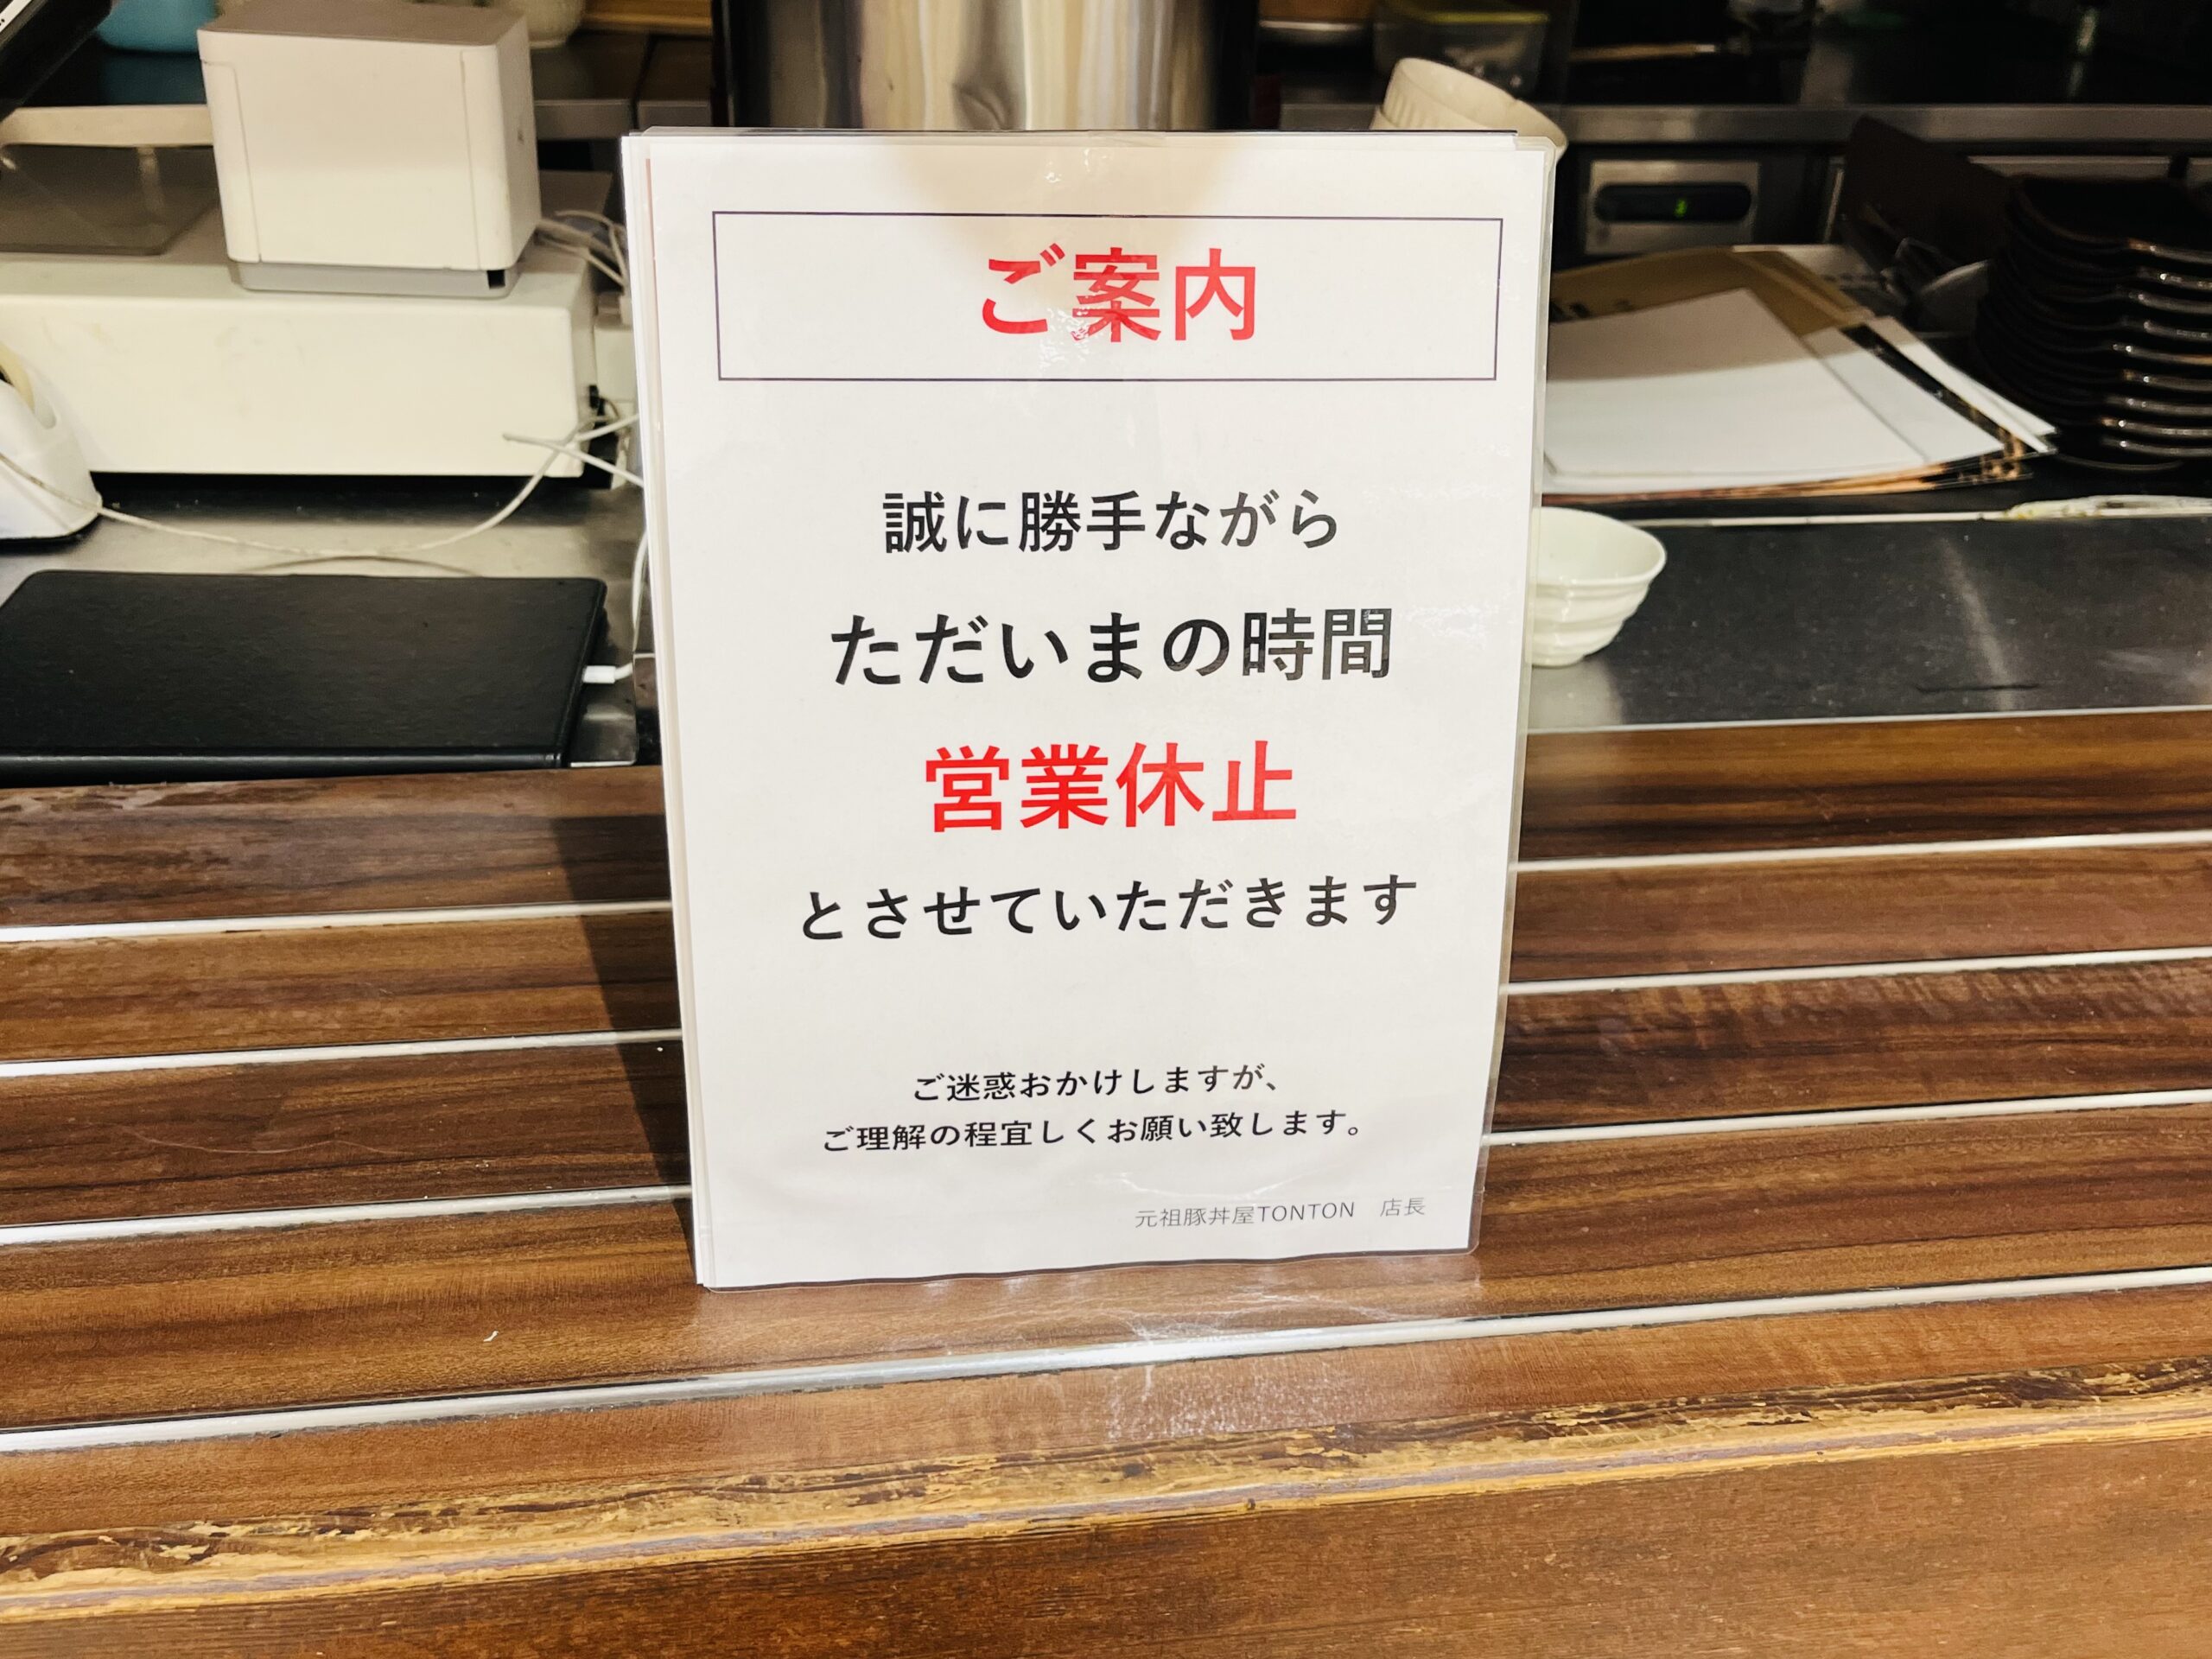 ご案内
誠に勝手ながら
ただいまの時間
営業休止
とさせていただきます
ご迷惑おかけしますが、
ご理解の程宜しくお願い致します。
元祖豚丼屋TONTON　店長